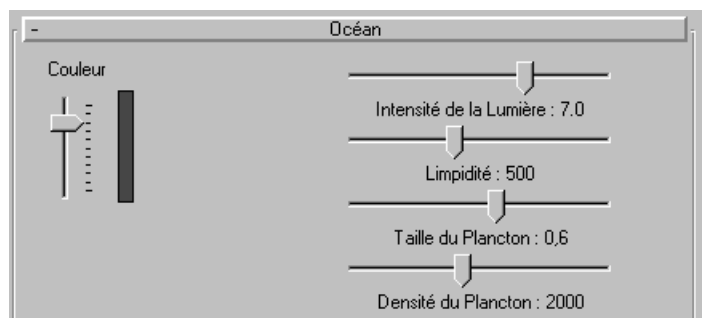 - Océan
Couleur
Intensité de la Lumière : 7.0
Limpidité : 500
Taille du Plancton : 0,6
Densité du Plancton : 2000